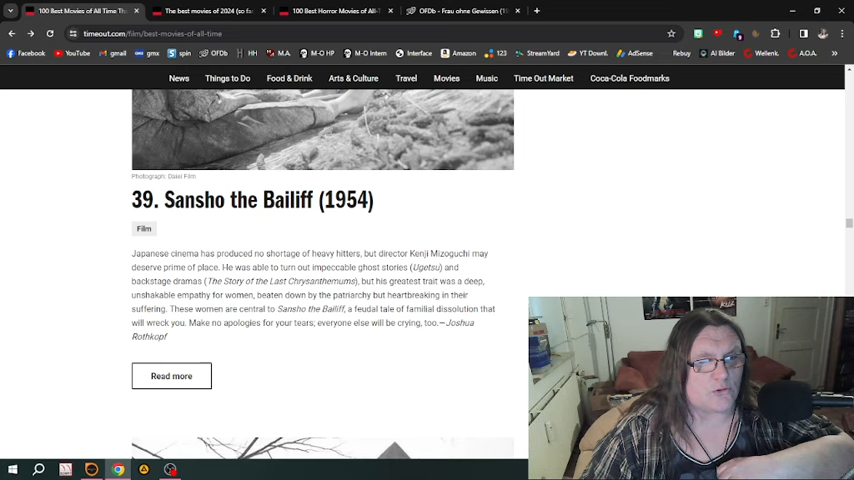 100 Best Movies of All Time Th
The best movies of 2024 (so fa
100 Best Horror Movies of All-T
OFDb - Frau ohne Gewissen (19
timeout.com/film/best-movies-of-all-time
Facebook
YouTube
gmail
gmx
spin
OFDb
HH
M.A.
M-O HP
M-O Intern
Heatmap
IMDb
Amazon
123
StreamYard
YT Downl.
AdSense
Rebuy
AI Bilder
Wellenk.
A.O.A.
News
Things to Do
Food & Drink
Arts & Culture
Travel
Movies
Music
Time Out Market
Coca-Cola Foodmarks
Photograph: Daiei Film
39. Sansho the Bailiff (1954)
Film
Japanese cinema has produced no shortage of heavy hitters, but director Kenji Mizoguchi may
deserve prime of place. He was able to turn out impeccable ghost stories (Ugetsu) and
backstage dramas (The Story of the Last Chrysanthemums), but his greatest trait was a deep,
unshakable empathy for women, beaten down by the patriarchy but heartbreaking in their
suffering. These women are central to Sansho the Bailiff, a feudal tale of familial dissolution that
will wreck you. Make no apologies for your tears; everyone else will be crying, too.—Joshua
Rothkopf
Read more